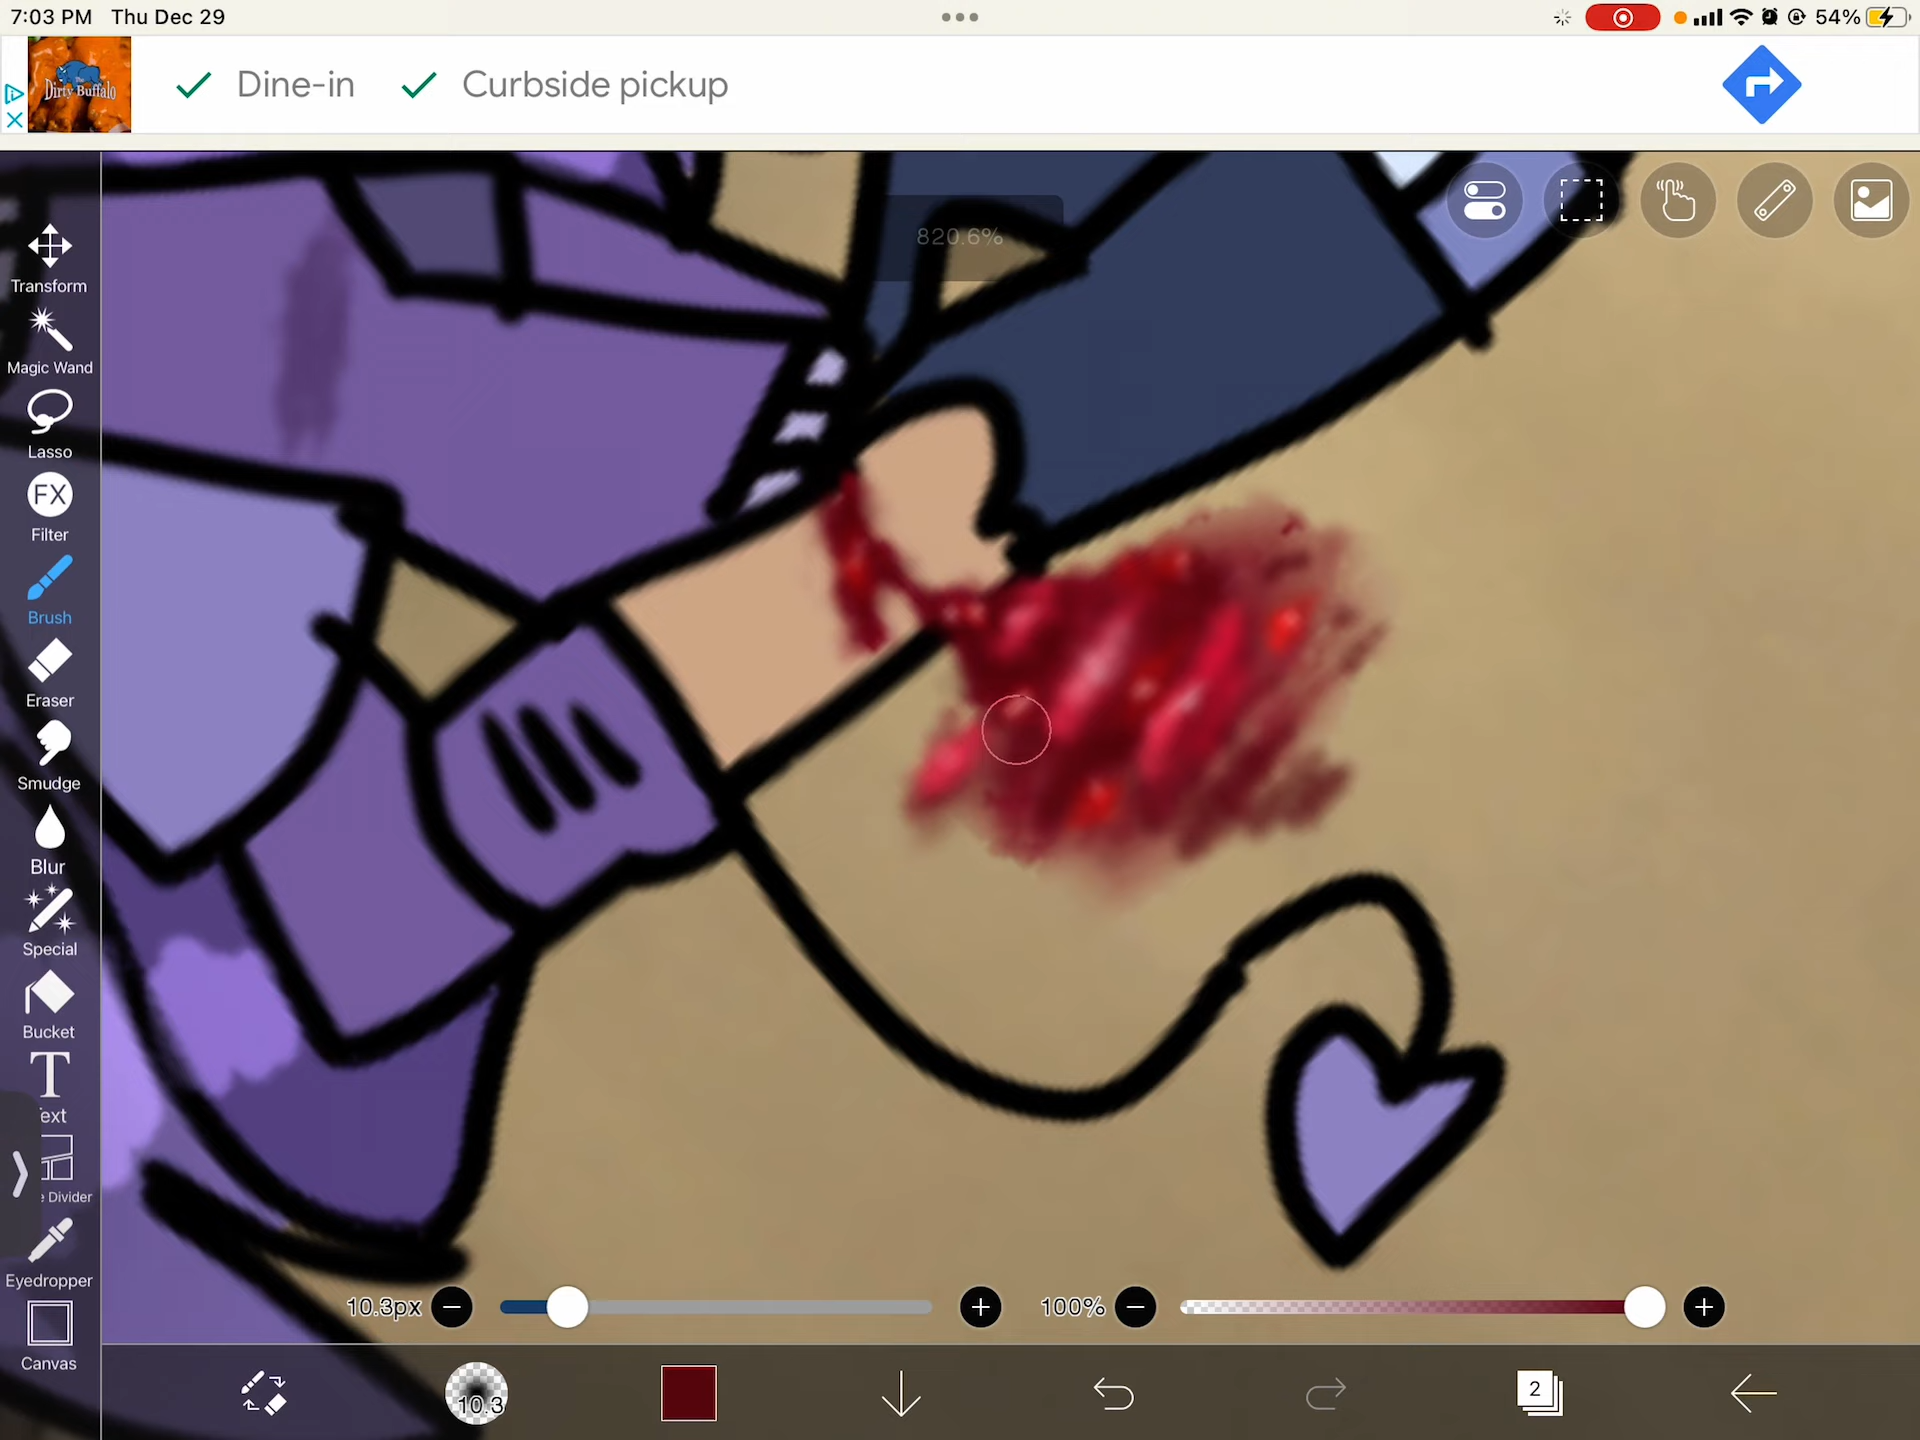 7:03 PM Thu Dec 29
54%
The
Dirty Buffalo
Dine-in
Curbside pickup
820.6%
Transform
Magic Wand
Lasso
FX
Filter
Brush
Eraser
Smudge
Blur
Special
Bucket
T
ext
e Divider
Eyedropper
Canvas
10.3px
100%
10.3
2